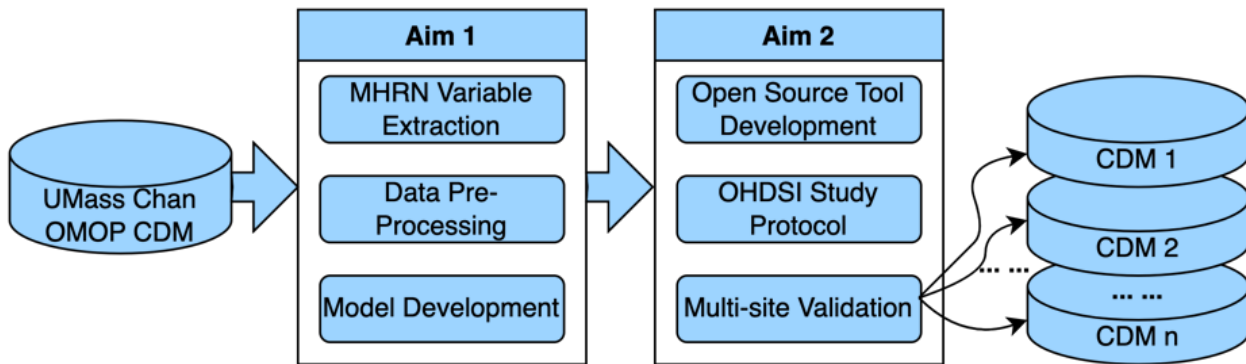 UMass Chan
OMOP CDM
Aim 1
MHRN Variable
Extraction
Data Pre-
Processing
Model Development
Aim 2
Open Source Tool
Development
OHDSI Study
Protocol
Multi-site Validation
CDM 1
CDM 2
... ...
... ...
CDM n